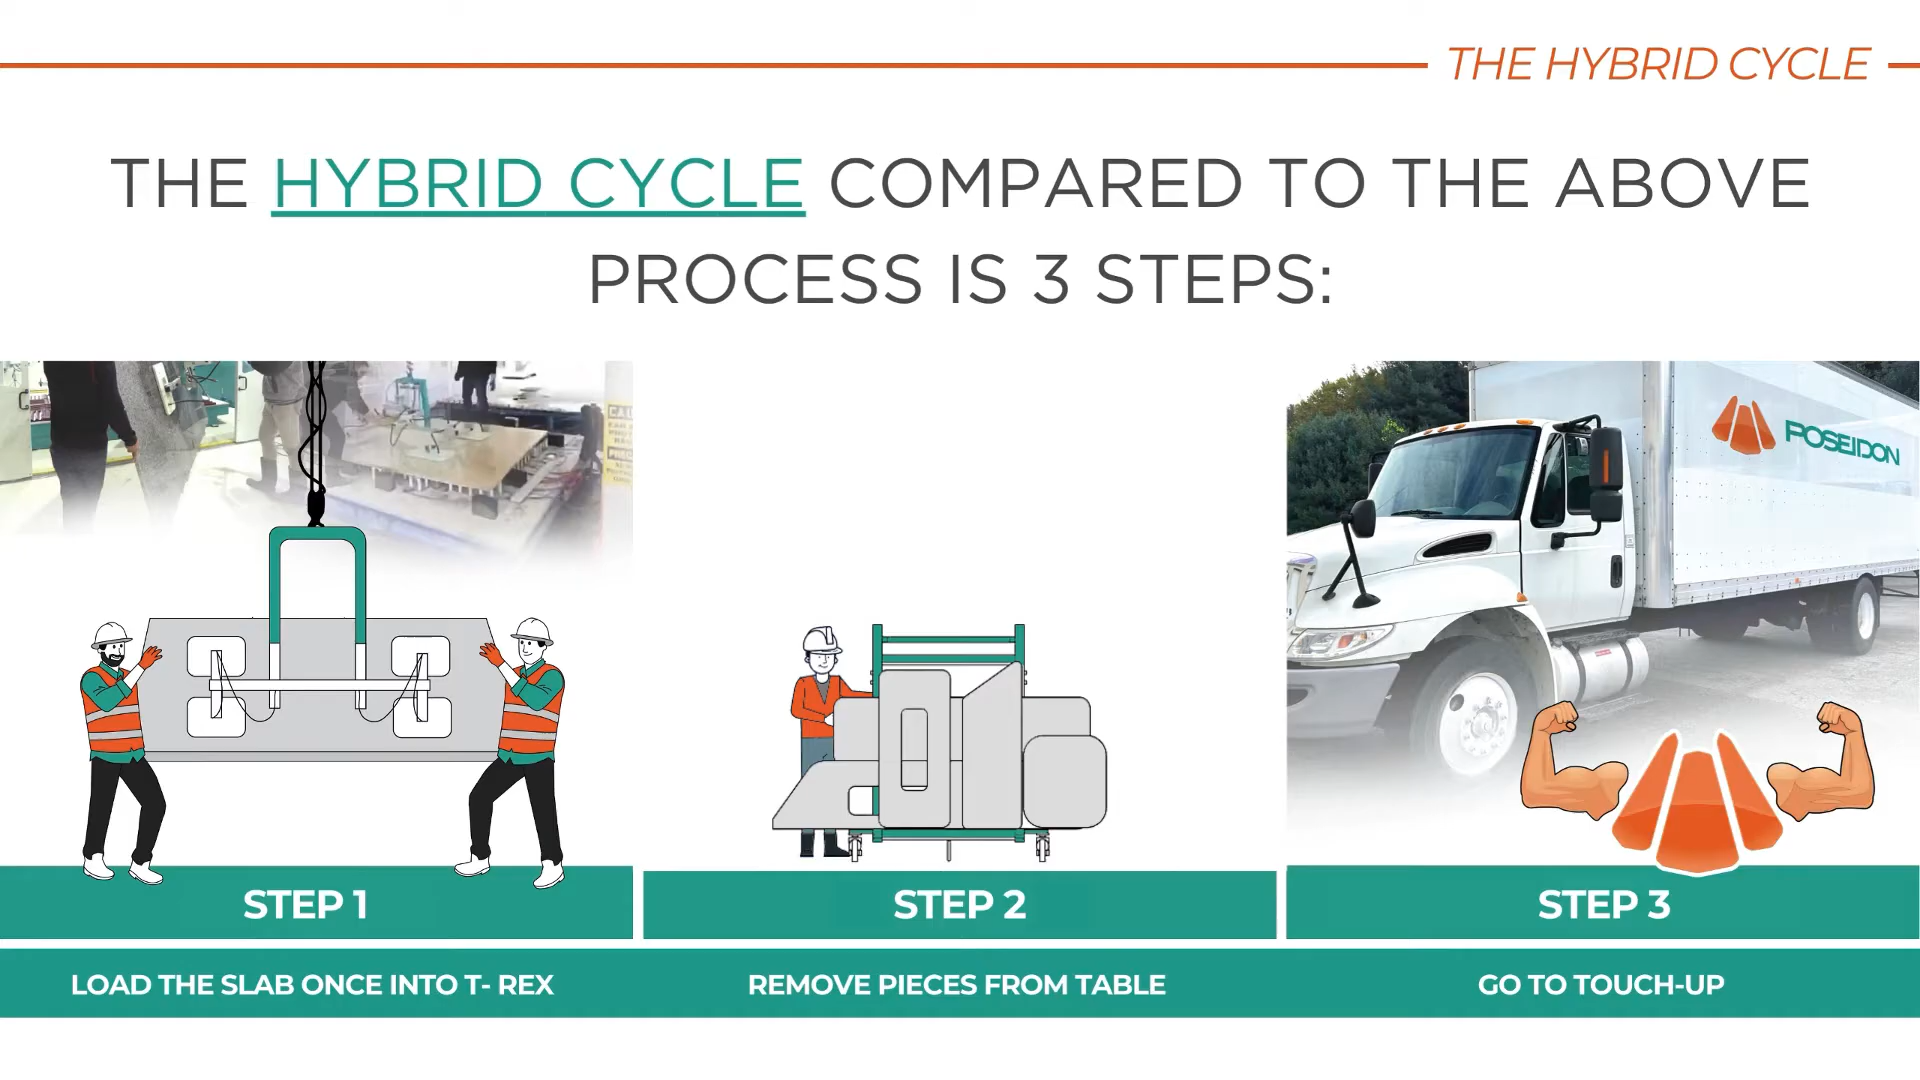 THE HYBRID CYCLE
THE HYBRID CYCLE COMPARED TO THE ABOVE
PROCESS IS 3 STEPS:
POSEIDON
STEP 1
STEP 2
STEP 3
LOAD THE SLAB ONCE INTO T- REX
REMOVE PIECES FROM TABLE
GO TO TOUCH-UP